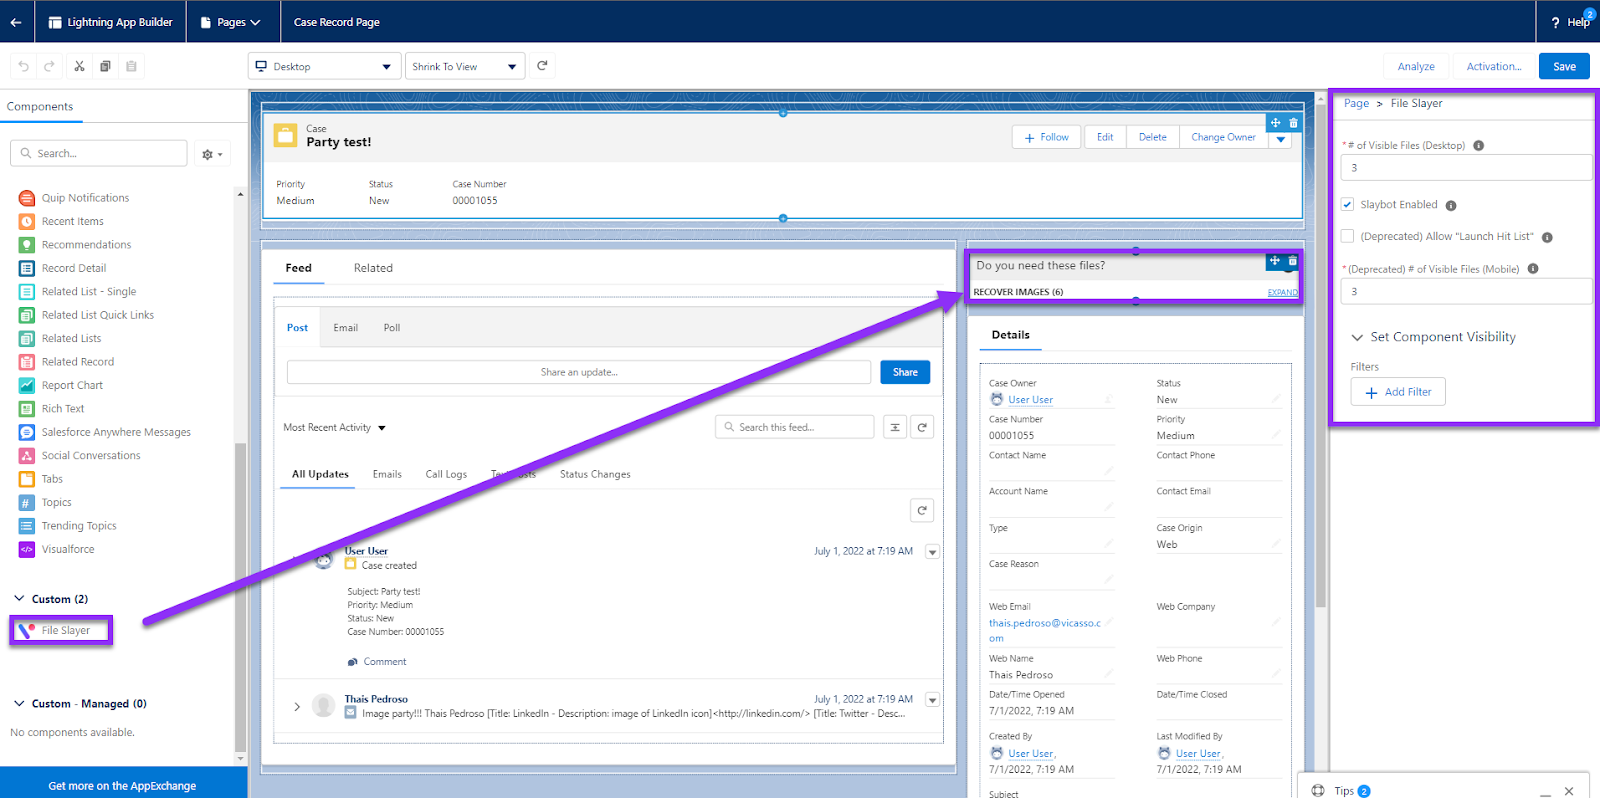 Lightning App Builder
Pages
Case Record Page
? Help
2
Desktop
Shrink To View
Analyze
Activation...
Save
Components
Search...
Quip Notifications
Recent Items
Recommendations
Record Detail
Related List - Single
Related List Quick Links
Related Lists
Related Record
Report Chart
Rich Text
Salesforce Anywhere Messages
Social Conversations
Tabs
Topics
Trending Topics
Visualforce
Custom (2)
File Slayer
Custom - Managed (0)
No components available.
Get more on the AppExchange
Case
Party test!
Follow
Edit
Delete
Change Owner
Priority
Medium
Status
New
Case Number
00001055
Feed
Related
Post
Email
Poll
Share an update...
Share
Most Recent Activity
Search this feed...
All Updates
Emails
Call Logs
Status Changes
User User
July 1, 2022 at 7:19 AM
Case created
Subject: Party test!
Priority: Medium
Status: New
Case Number: 00001055
Comment
Thais Pedroso
July 1, 2022 at 7:19 AM
Image party!!! Thais Pedroso [Title: LinkedIn - Description: image of LinkedIn icon]<http://linkedin.com/> [Title: Twitter - Desc...
Do you need these files?
RECOVER IMAGES (6)
EXPAND
Details
Case Owner
User User
Status
New
Case Number
00001055
Priority
Medium
Contact Name
Contact Phone
Account Name
Contact Email
Type
Case Origin
Web
Case Reason
Web Email
thais.pedroso@vicasso.c
om
Web Company
Web Name
Thais Pedroso
Web Phone
Date/Time Opened
7/1/2022, 7:19 AM
Date/Time Closed
Created By
User User,
7/1/2022, 7:19 AM
Last Modified By
User User,
7/1/2022, 7:19 AM
Subject
Page > File Slayer
* # of Visible Files (Desktop)
3
Slaybot Enabled
(Deprecated) Allow "Launch Hit List"
* (Deprecated) # of Visible Files (Mobile)
3
Set Component Visibility
Filters
Add Filter
Tips 2